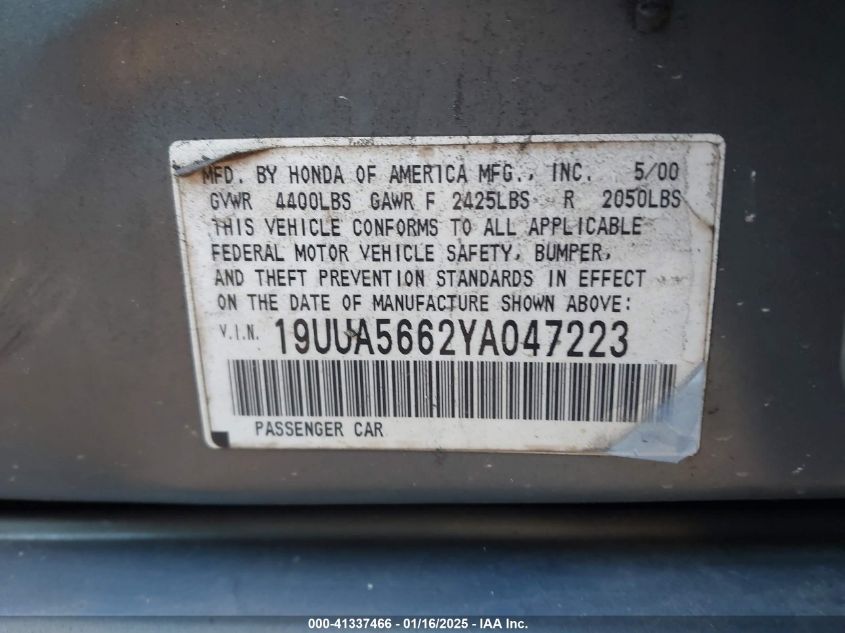 MFD. BY HONDA OF AMERICA MFG., INC. 5/00
GVWR 4400LBS GAWR F 2425LBS R 2050LBS
THIS VEHICLE CONFORMS TO ALL APPLICABLE
FEDERAL MOTOR VEHICLE SAFETY, BUMPER,
AND THEFT PREVENTION STANDARDS IN EFFECT
ON THE DATE OF MANUFACTURE SHOWN ABOVE:
V.I.N. 19UUA5662YA047223
PASSENGER CAR
000-41337466 - 01/16/2025 - IAA Inc.